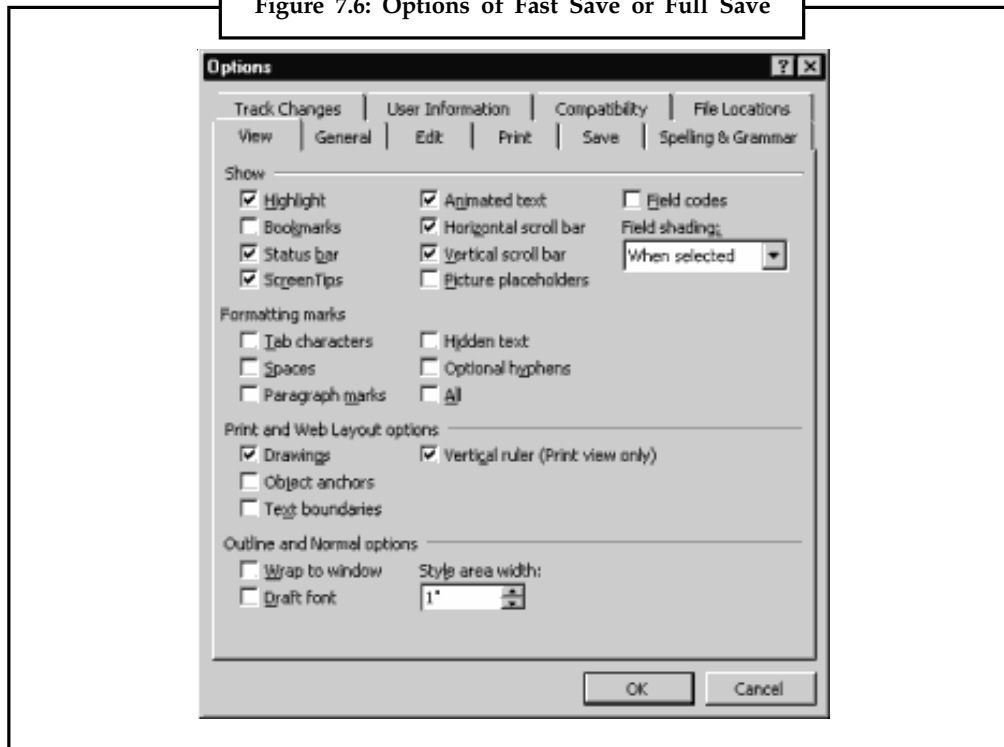 Figure 7.6: Options of Fast Save or Full Save
Options
Track Changes User Information Compatibility File Locations
View General Edit Print Save Spelling & Grammar
Show
Highlight Animated text Field codes
Bookmarks Horizontal scroll bar Field shading:
Status bar Vertical scroll bar When selected
ScreenTips Picture placeholders
Formatting marks
Tab characters Hidden text
Spaces Optional hyphens
Paragraph marks All
Print and Web Layout options
Drawings Vertical ruler (Print view only)
Object anchors
Text boundaries
Outline and Normal options
Wrap to window Style area width:
Draft font 1"
OK Cancel